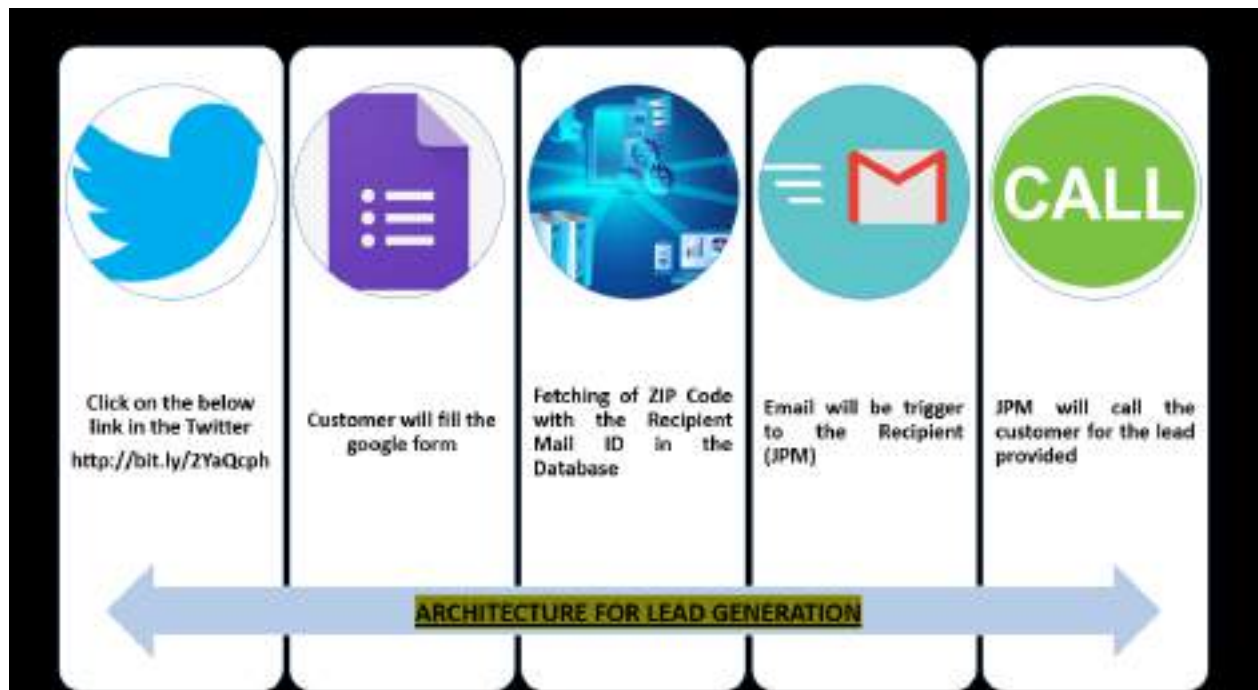 CALL
Click on the below
link in the Twitter
http://bit.ly/2YaQcph
Customer will fill the
google form
Fetching of ZIP Code
with the Recipient
Mail ID in the
Database
Email will be trigger
to the Recipient
(JPM)
JPM will call the
customer for the lead
provided
ARCHITECTURE FOR LEAD GENERATION